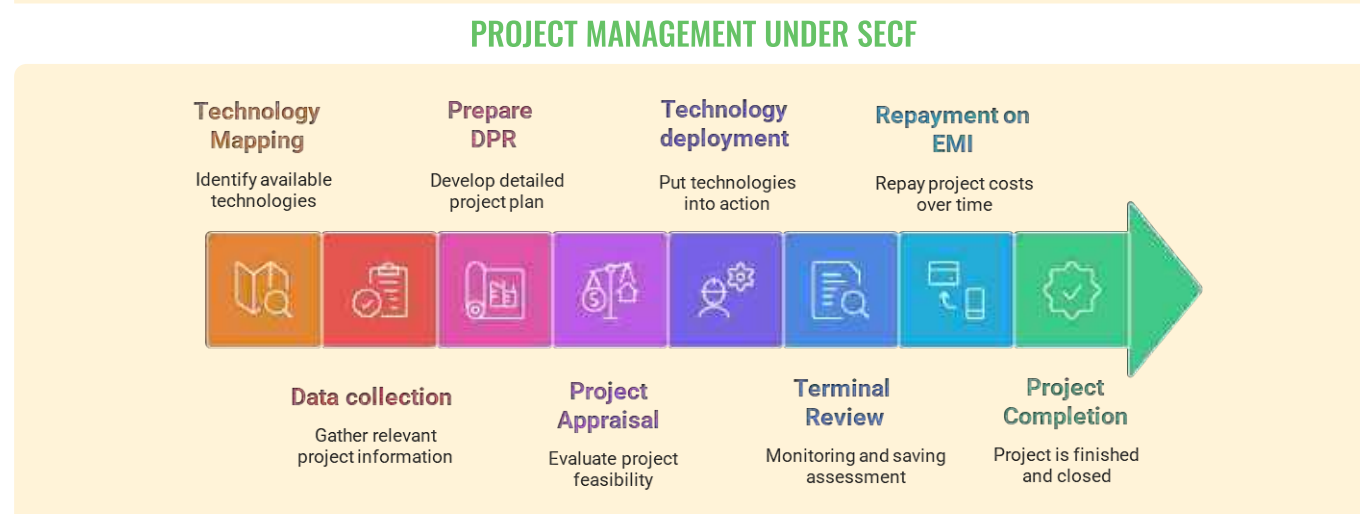 PROJECT MANAGEMENT UNDER SECF
Technology
Mapping
Identify available
technologies
Data collection
Gather relevant
project information
Prepare
DPR
Develop detailed
project plan
Project
Appraisal
Evaluate project
feasibility
Technology
deployment
Put technologies
into action
Terminal
Review
Monitoring and saving
assessment
Repayment on
EMI
Repay project costs
over time
Project
Completion
Project is finished
and closed